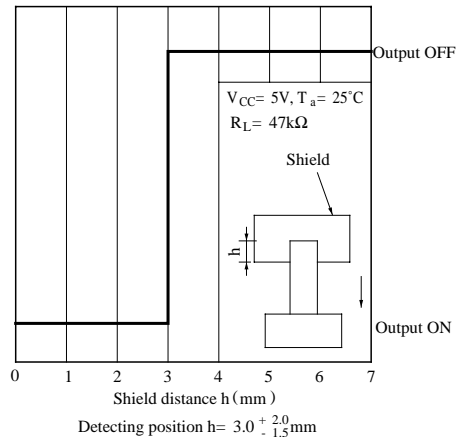 Output OFF
VCC= 5V, Ta= 25°C
RL= 47kΩ
Shield
h
Output ON
0 1 2 3 4 5 6 7
Shield distance h (mm)
Detecting position h= 3.0 + 2.0 - 1.5 mm